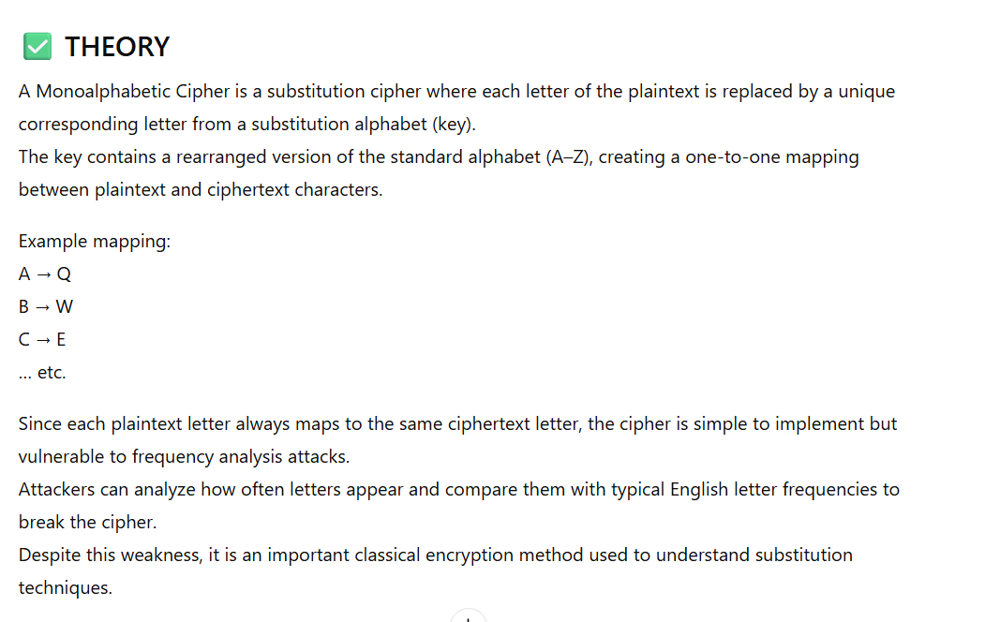 ✅ THEORY
A Monoalphabetic Cipher is a substitution cipher where each letter of the plaintext is replaced by a unique
corresponding letter from a substitution alphabet (key).
The key contains a rearranged version of the standard alphabet (A–Z), creating a one-to-one mapping
between plaintext and ciphertext characters.
Example mapping:
A → Q
B → W
C → E
... etc.
Since each plaintext letter always maps to the same ciphertext letter, the cipher is simple to implement but
vulnerable to frequency analysis attacks.
Attackers can analyze how often letters appear and compare them with typical English letter frequencies to
break the cipher.
Despite this weakness, it is an important classical encryption method used to understand substitution
techniques.